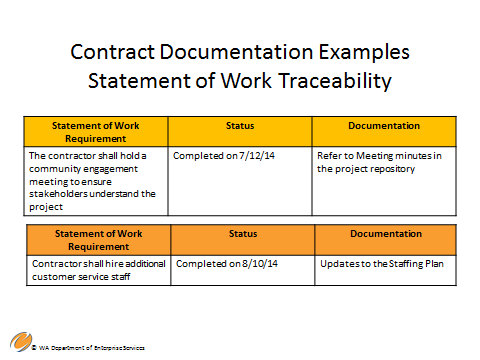 Contract Documentation Examples
Statement of Work Traceability
Statement of Work
Requirement
Status
Documentation
The contractor shall hold a
community engagement
meeting to ensure
stakeholders understand the
project
Completed on 7/12/14
Refer to Meeting minutes in
the project repository
Statement of Work
Requirement
Status
Documentation
Contractor shall hire additional
customer service staff
Completed on 8/10/14
Updates to the Staffing Plan
© WA Department of Enterprise Services